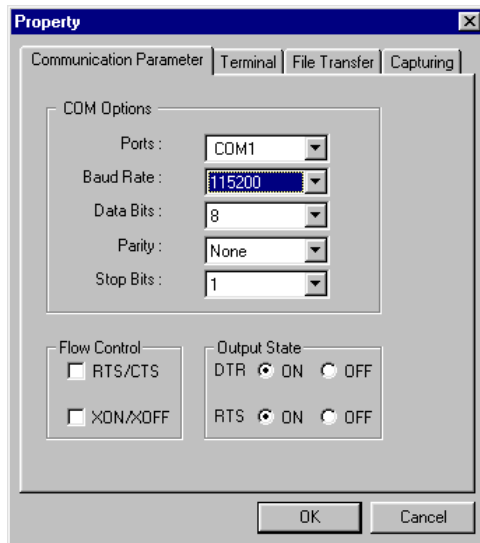 Property
Communication Parameter Terminal File Transfer Capturing
COM Options
Ports : COM1
Baud Rate : 115200
Data Bits : 8
Parity : None
Stop Bits : 1
Flow Control
RTS/CTS
XON/XOFF
Output State
DTR ON OFF
RTS ON OFF
OK Cancel